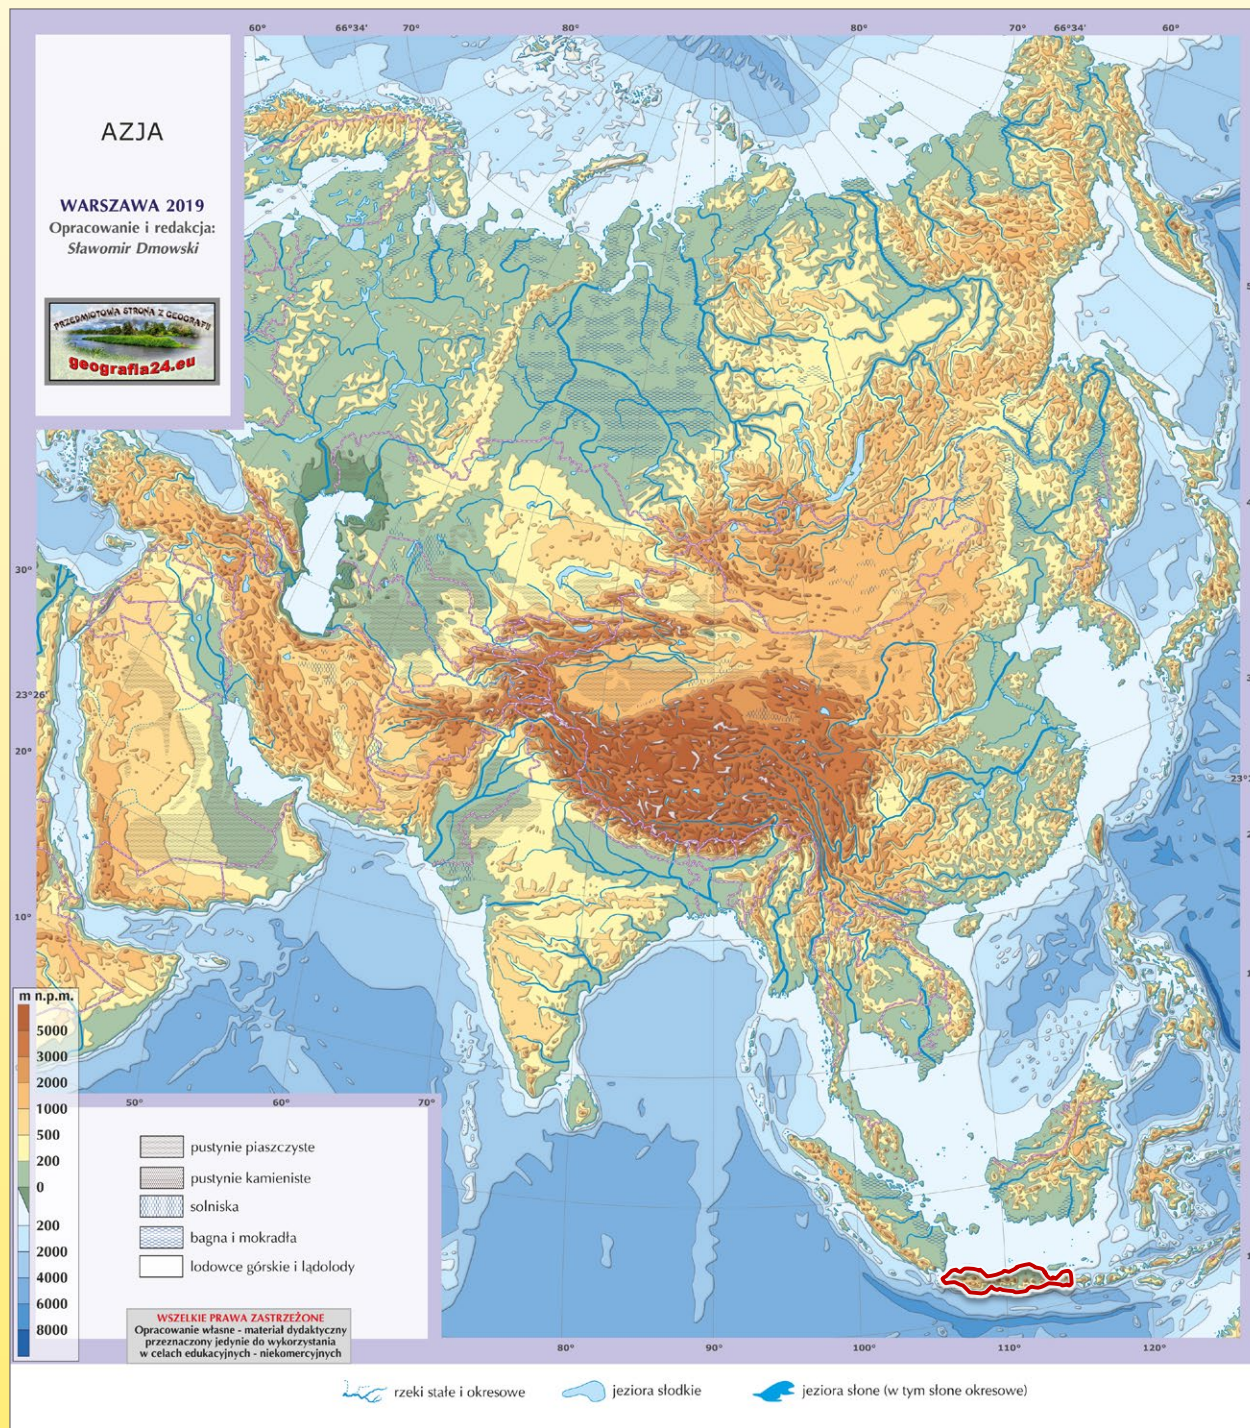 60° 66°34' 70° 80° 80° 70° 66°34' 60°
AZJA
WARSZAWA 2019
Opracowanie i redakcja:
Sławomir Dmowski
PRZEDMIOTOWA STRONA Z GEOGRAFII
geografia24.eu
30°
23°26'
20°
10°
m n.p.m.
5000
3000
2000
1000
500
200
0
200
2000
4000
6000
8000
50° 60° 70°
pustynie piaszczyste
pustynie kamieniste
solniska
bagna i mokradła
lodowce górskie i lądolody
WSZELKIE PRAWA ZASTRZEŻONE
Opracowanie własne - materiał dydaktyczny
przeznaczony jedynie do wykorzystania
w celach edukacyjnych - niekomercyjnych
80° 90° 100° 110° 120°
rzeki stałe i okresowe jeziora słodkie jeziora słone (w tym słone okresowe)